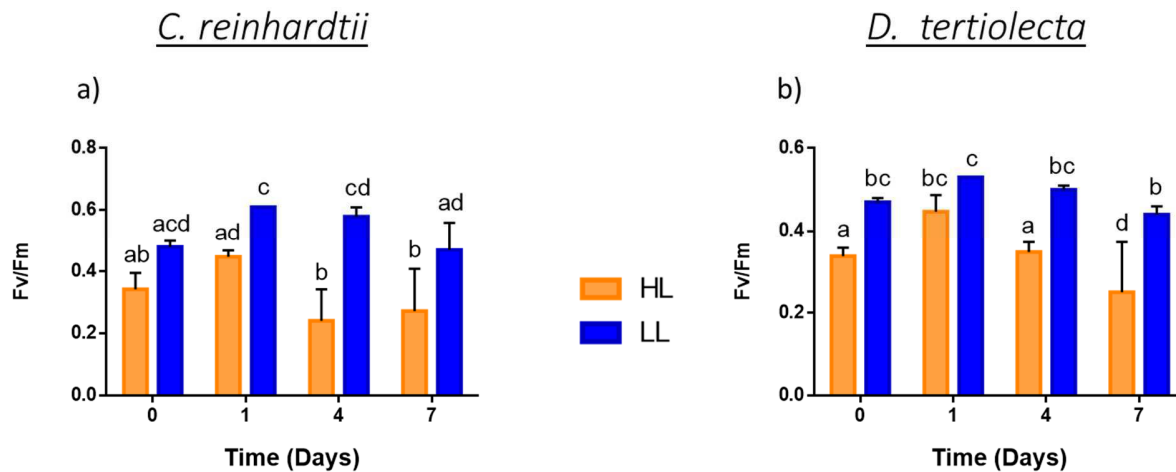 C. reinhardtii
D. tertiolecta
a)
0.8
0.6
0.4
0.2
0.0
Fv/Fm
ab
acd
ad
c
b
cd
b
ad
0
1
4
7
Time (Days)
HL
LL
b)
0.6
0.4
0.2
0.0
Fv/Fm
a
bc
bc
c
a
bc
d
b
0
1
4
7
Time (Days)